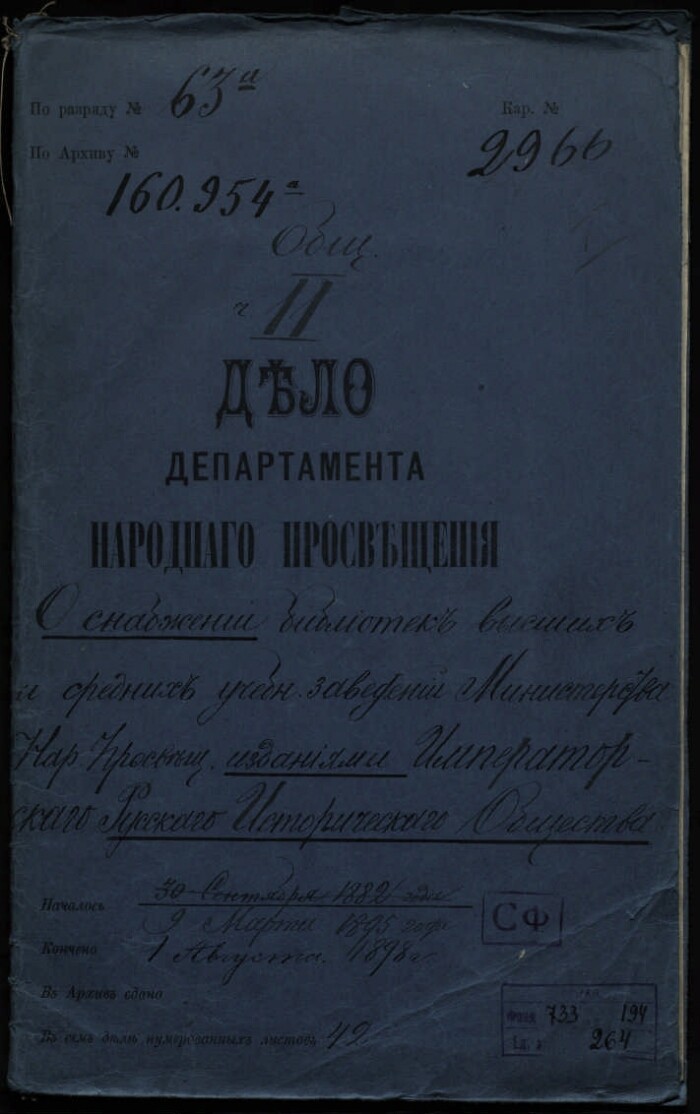 По разряду № 63а
Кар. №
2966
По Архиву №
160.954а
Общ.
ч II
ДѢЛО
ДЕПАРТАМЕНТА
НАРОДНАГО ПРОСВѢЩЕНІЯ
О снабженіи библіотекъ высшихъ
и среднихъ учебн. заведеній Министерства
Нар Просвѣщ. изданіями Император-
скаго Русскаго Историческаго Общества
Началось 30 Сентября 1882 года
9 Марта 1895 года
СФ
Кончено 1 Августа. 1898 г
Въ Архивъ сдано
Въ семъ дѣлѣ нумерованныхъ листовъ 42
Фонд 733 194
Ед. х 264